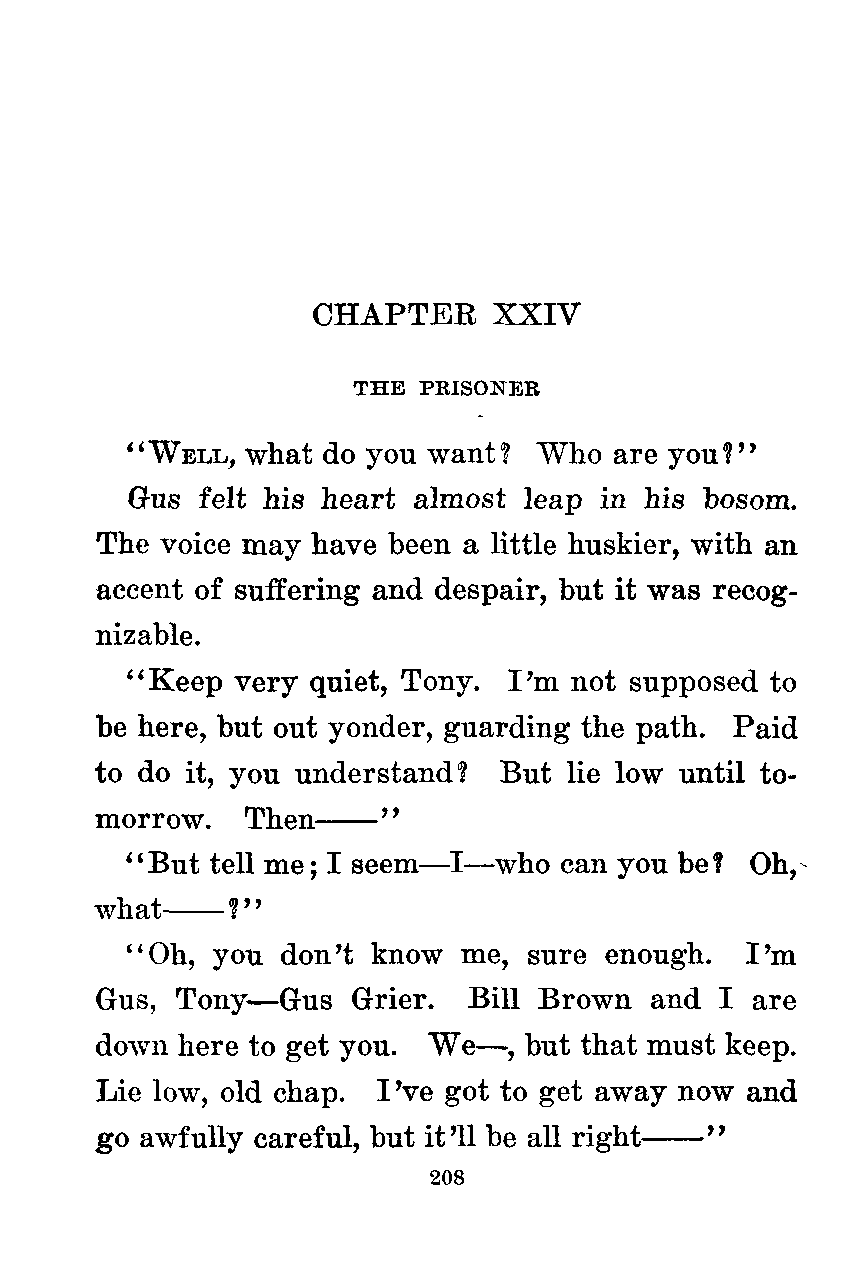 CHAPTER XXIV
THE PRISONER
“WELL, what do you want? Who are you?”
Gus felt his heart almost leap in his bosom.
The voice may have been a little huskier, with an
accent of suffering and despair, but it was recog-
nizable.
“Keep very quiet, Tony. I’m not supposed to
be here, but out yonder, guarding the path. Paid
to do it, you understand? But lie low until to-
morrow. Then——”
“But tell me; I seem—I—who can you be? Oh,
what——?”
“Oh, you don’t know me, sure enough. I’m
Gus, Tony—Gus Grier. Bill Brown and I are
down here to get you. We—, but that must keep.
Lie low, old chap. I’ve got to get away now and
go awfully careful, but it’ll be all right——”
208